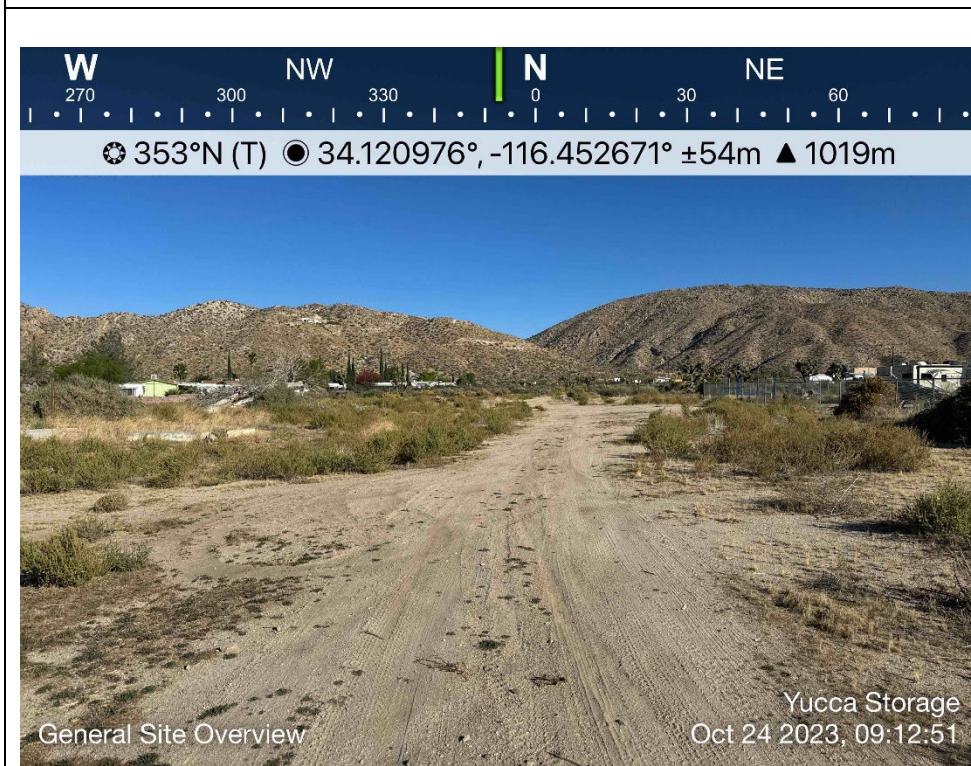 W NW N NE
270 300 330 0 30 60
353°N (T) 34.120976°, -116.452671° ±54m ▲ 1019m
General Site Overview
Yucca Storage
Oct 24 2023, 09:12:51